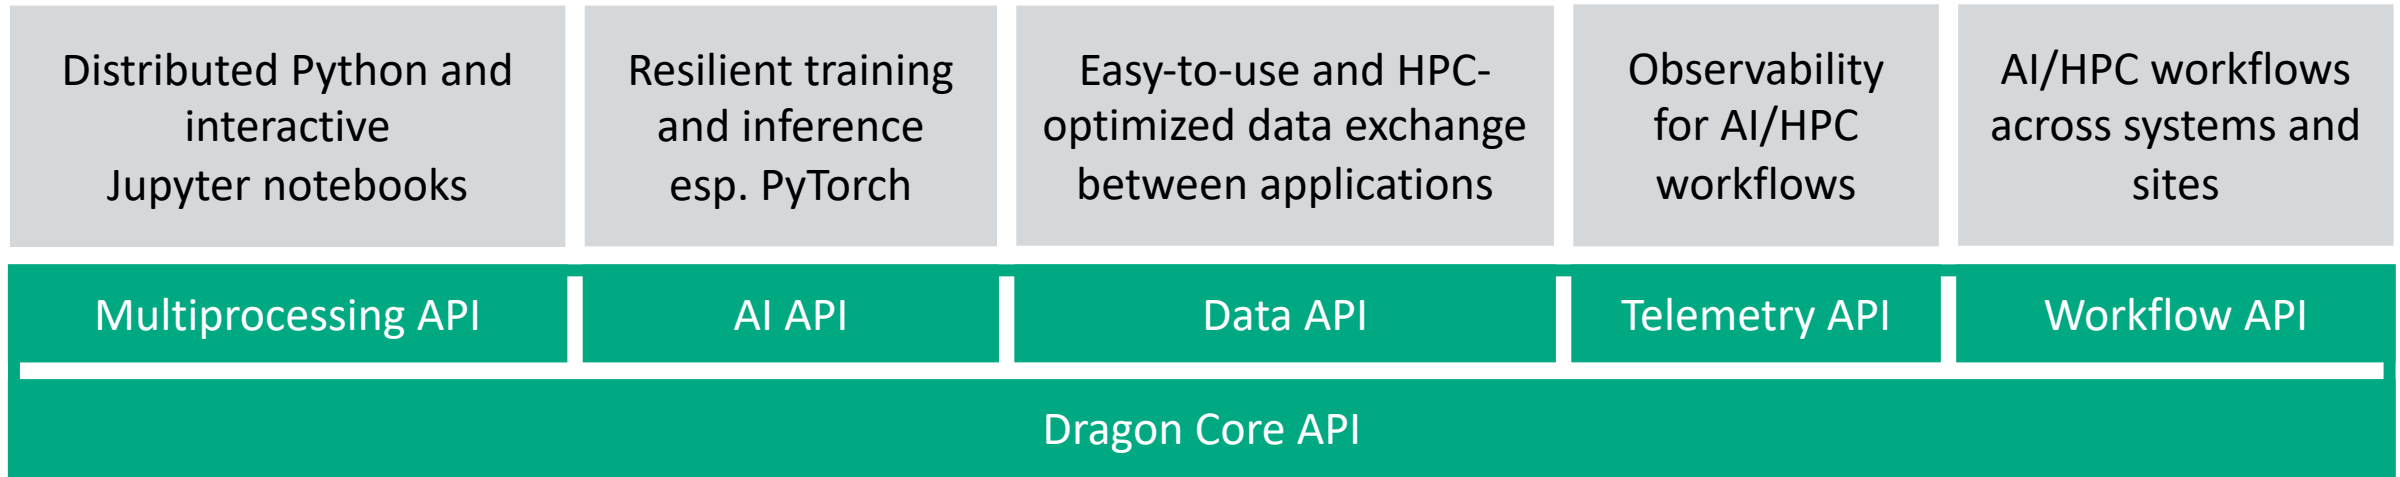 Distributed Python and
interactive
Jupyter notebooks
Resilient training
and inference
esp. PyTorch
Easy-to-use and HPC-
optimized data exchange
between applications
Observability
for AI/HPC
workflows
AI/HPC workflows
across systems and
sites
Multiprocessing API
AI API
Data API
Telemetry API
Workflow API
Dragon Core API